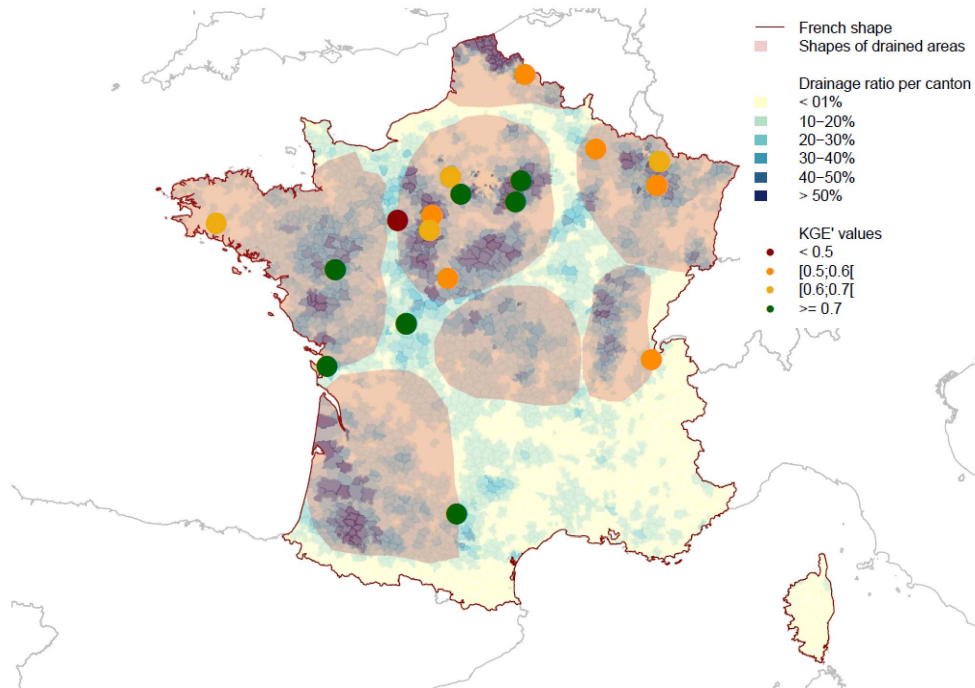 French shape
Shapes of drained areas
Drainage ratio per canton
< 01%
10−20%
20−30%
30−40%
40−50%
> 50%
KGE' values
< 0.5
[0.5;0.6[
[0.6;0.7[
>= 0.7